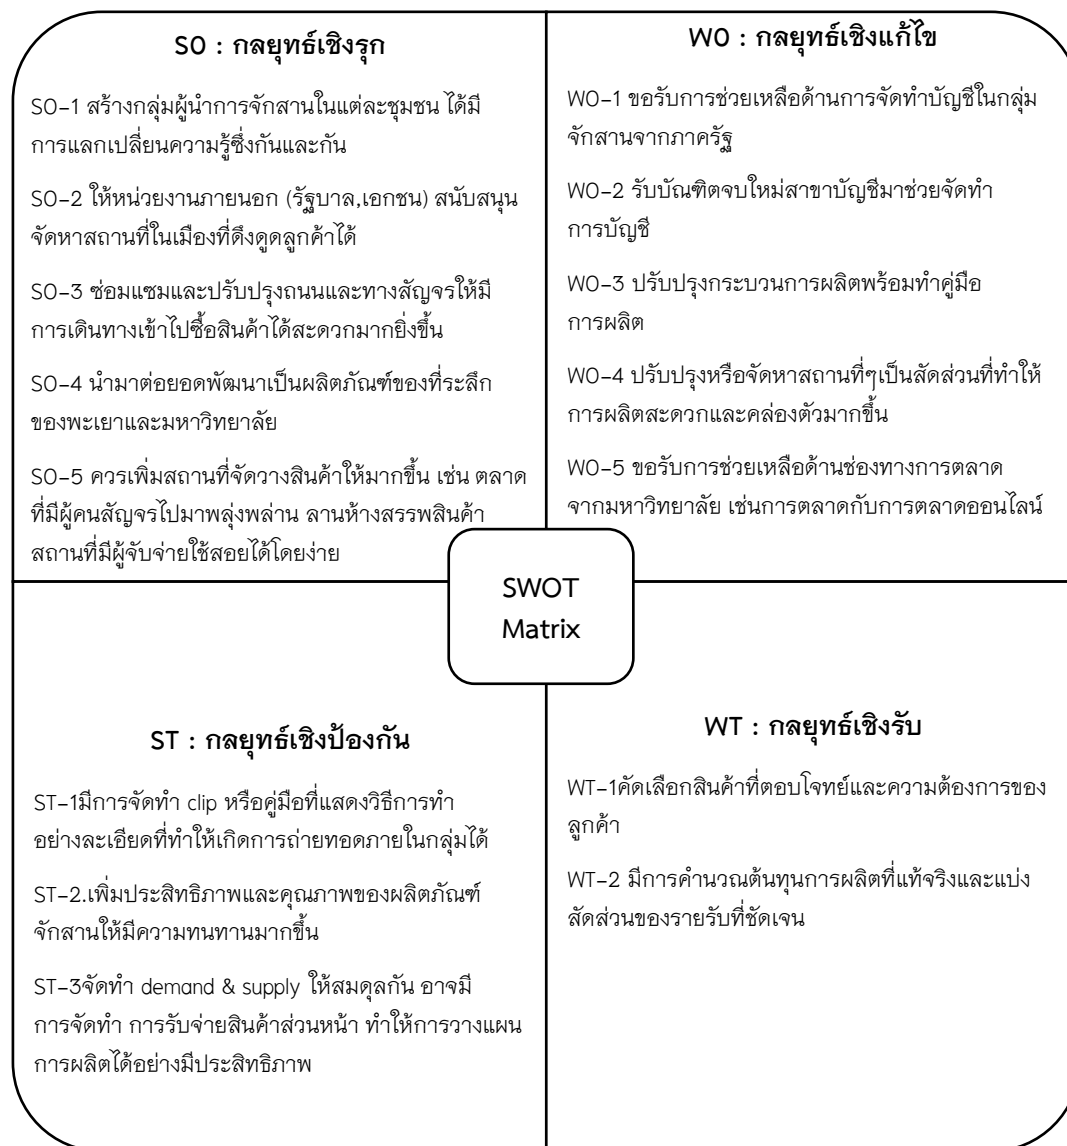 SO : กลยุทธ์เชิงรุก
SO-1 สร้างกลุ่มผู้นำการจักสานในแต่ละชุมชน ได้มี
การแลกเปลี่ยนความรู้ซึ่งกันและกัน
SO-2 ให้หน่วยงานภายนอก (รัฐบาล,เอกชน) สนับสนุน
จัดหาสถานที่ในเมืองที่ดึงดูดลูกค้าได้
SO-3 ซ่อมแซมและปรับปรุงถนนและทางสัญจรให้มี
การเดินทางเข้าไปซื้อสินค้าได้สะดวกมากยิ่งขึ้น
SO-4 นำมาต่อยอดพัฒนาเป็นผลิตภัณฑ์ของที่ระลึก
ของพะเยาและมหาวิทยาลัย
SO-5 ควรเพิ่มสถานที่จัดวางสินค้าให้มากขึ้น เช่น ตลาด
ที่มีผู้คนสัญจรไปมาพลุ่งพล่าน ลานห้างสรรพสินค้า
สถานที่มีผู้จับจ่ายใช้สอยได้โดยง่าย
WO : กลยุทธ์เชิงแก้ไข
WO-1 ขอรับการช่วยเหลือด้านการจัดทำบัญชีในกลุ่ม
จักสานจากภาครัฐ
WO-2 รับบัณฑิตจบใหม่สาขาบัญชีมาช่วยจัดทำ
การบัญชี
WO-3 ปรับปรุงกระบวนการผลิตพร้อมทำคู่มือ
การผลิต
WO-4 ปรับปรุงหรือจัดหาสถานที่ๆเป็นสัดส่วนที่ทำให้
การผลิตสะดวกและคล่องตัวมากขึ้น
WO-5 ขอรับการช่วยเหลือด้านช่องทางการตลาด
จากมหาวิทยาลัย เช่นการตลาดกับการตลาดออนไลน์
SWOT
Matrix
ST : กลยุทธ์เชิงป้องกัน
ST-1มีการจัดทำ clip หรือคู่มือที่แสดงวิธีการทำ
อย่างละเอียดที่ทำให้เกิดการถ่ายทอดภายในกลุ่มได้
ST-2.เพิ่มประสิทธิภาพและคุณภาพของผลิตภัณฑ์
จักสานให้มีความทนทานมากขึ้น
ST-3จัดทำ demand & supply ให้สมดุลกัน อาจมี
การจัดทำ การรับจ่ายสินค้าส่วนหน้า ทำให้การวางแผน
การผลิตได้อย่างมีประสิทธิภาพ
WT : กลยุทธ์เชิงรับ
WT-1คัดเลือกสินค้าที่ตอบโจทย์และความต้องการของ
ลูกค้า
WT-2 มีการคำนวณต้นทุนการผลิตที่แท้จริงและแบ่ง
สัดส่วนของรายรับที่ชัดเจน